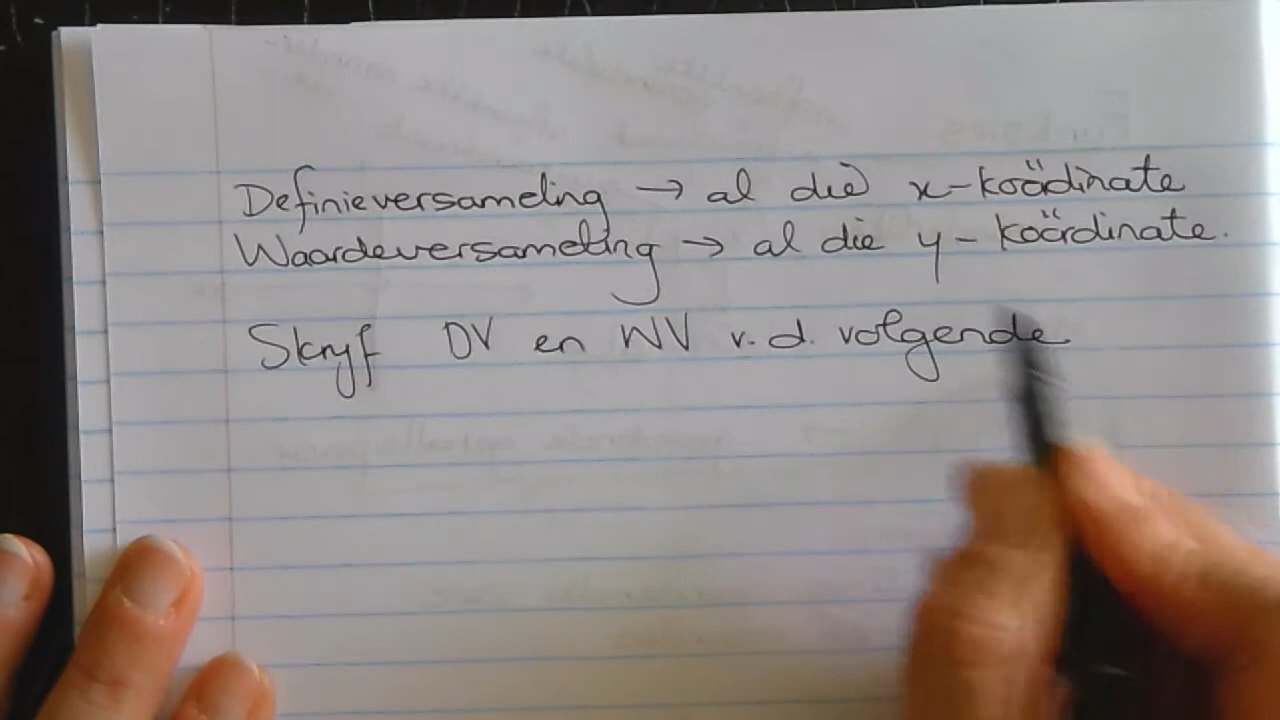 Definieversameling → al die x-koördinate
Waardeversameling → al die y-koördinate.
Skryf DV en WV v.d. volgende